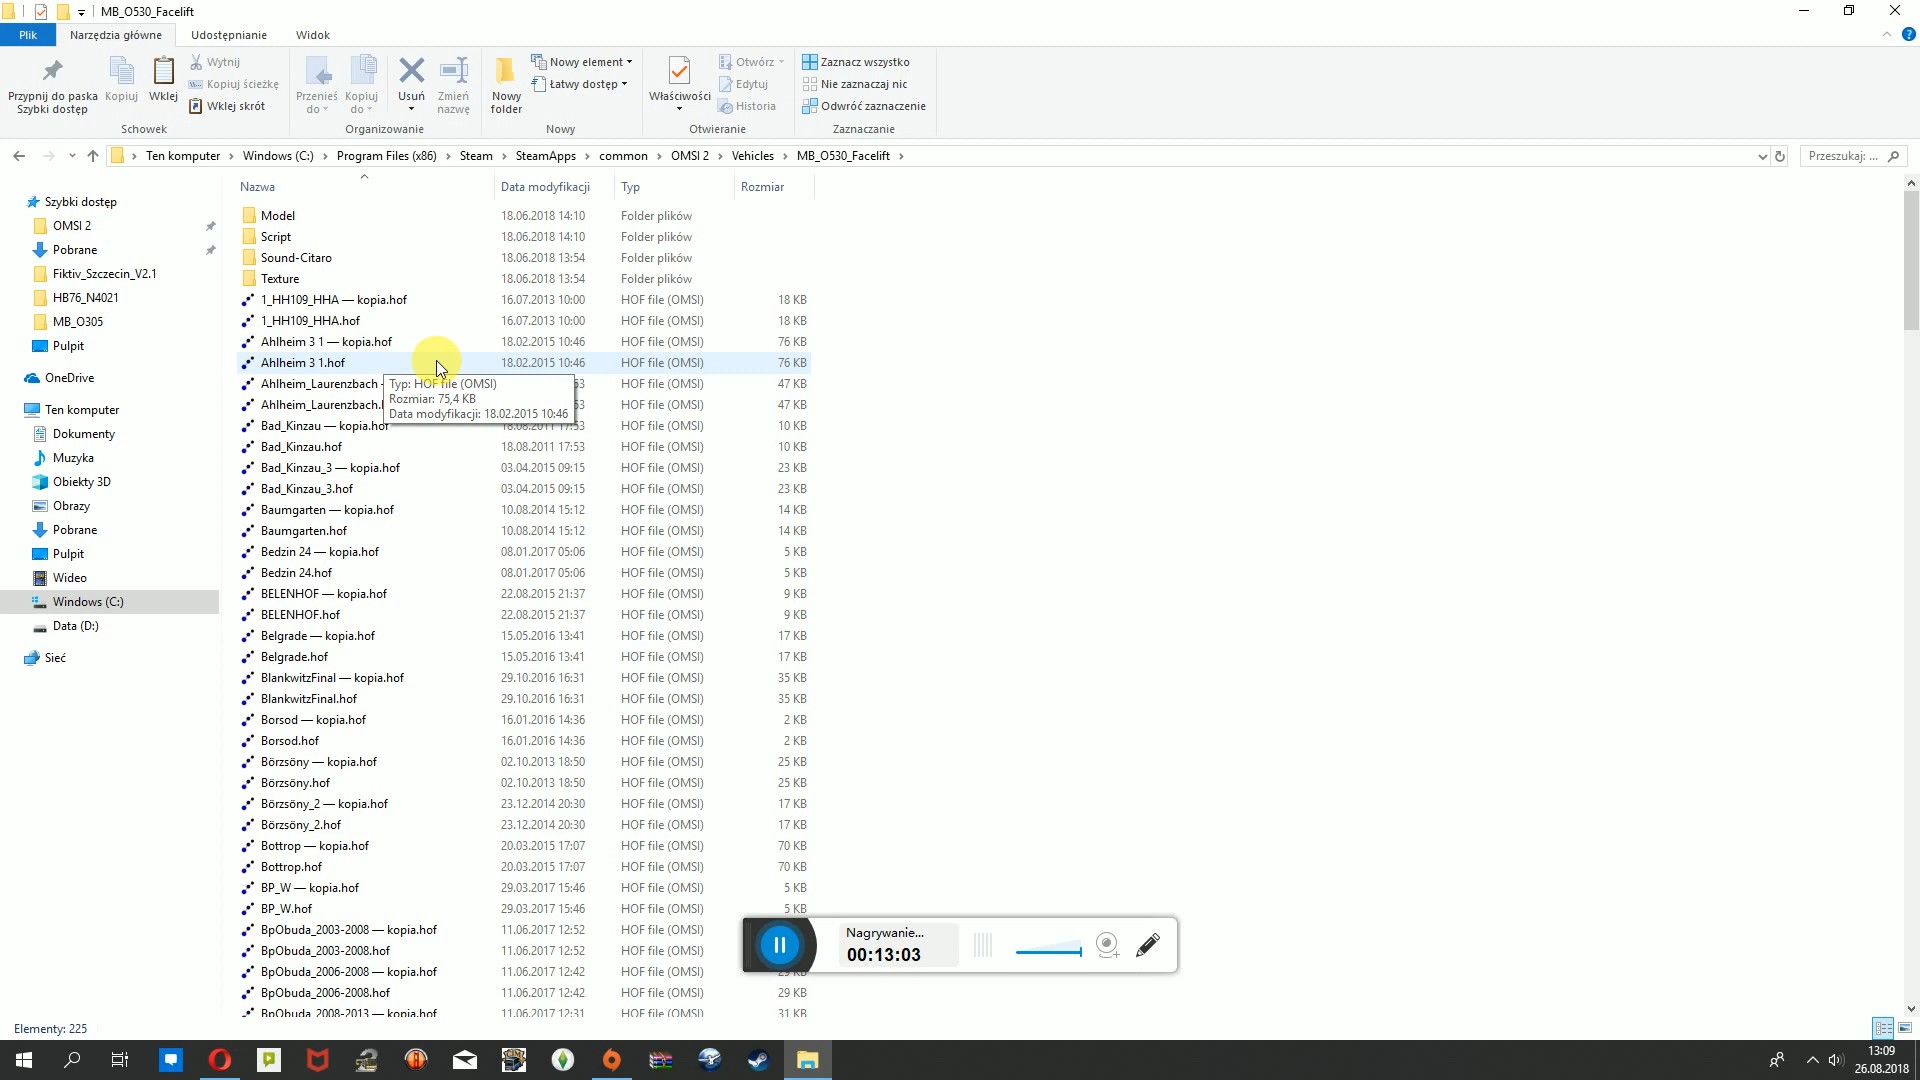 MB_O530_Facelift
Plik Narzędzia główne Udostępnianie Widok
Przypnij do paska Szybki dostęp
Kopiuj
Wklej
Wytnij
Kopiuj ścieżkę
Wklej skrót
Schowek
Przenieś do
Kopiuj do
Usuń
Zmień nazwę
Organizowanie
Nowy folder
Nowy element
Łatwy dostęp
Nowy
Właściwości
Otwórz
Edytuj
Historia
Otwieranie
Zaznacz wszystko
Nie zaznaczaj nic
Odwróć zaznaczenie
Zaznaczanie
Ten komputer > Windows (C:) > Program Files (x86) > Steam > SteamApps > common > OMSI 2 > Vehicles > MB_O530_Facelift >
Przeszukaj: ...
Szybki dostęp
OMSI 2
Pobrane
Fiktiv_Szczecin_V2.1
HB76_N4021
MB_O305
Pulpit
OneDrive
Ten komputer
Dokumenty
Muzyka
Obiekty 3D
Obrazy
Pobrane
Pulpit
Wideo
Windows (C:)
Data (D:)
Sieć
Nazwa Data modyfikacji Typ Rozmiar
Model 18.06.2018 14:10 Folder plików
Script 18.06.2018 14:10 Folder plików
Sound-Citaro 18.06.2018 13:54 Folder plików
Texture 18.06.2018 13:54 Folder plików
1_HH109_HHA — kopia.hof 16.07.2013 10:00 HOF file (OMSI) 18 KB
1_HH109_HHA.hof 16.07.2013 10:00 HOF file (OMSI) 18 KB
Ahlheim 3 1 — kopia.hof 18.02.2015 10:46 HOF file (OMSI) 76 KB
Ahlheim 3 1.hof 18.02.2015 10:46 HOF file (OMSI) 76 KB
Ahlheim_Laurenzbach HOF file (OMSI) 47 KB
Ahlheim_Laurenzbach. HOF file (OMSI) 47 KB
Typ: HOF file (OMSI)
Rozmiar: 75,4 KB
Data modyfikacji: 18.02.2015 10:46
Bad_Kinzau — kopia.hof 18.08.2011 17:53 HOF file (OMSI) 10 KB
Bad_Kinzau.hof 18.08.2011 17:53 HOF file (OMSI) 10 KB
Bad_Kinzau_3 — kopia.hof 03.04.2015 09:15 HOF file (OMSI) 23 KB
Bad_Kinzau_3.hof 03.04.2015 09:15 HOF file (OMSI) 23 KB
Baumgarten — kopia.hof 10.08.2014 15:12 HOF file (OMSI) 14 KB
Baumgarten.hof 10.08.2014 15:12 HOF file (OMSI) 14 KB
Bedzin 24 — kopia.hof 08.01.2017 05:06 HOF file (OMSI) 5 KB
Bedzin 24.hof 08.01.2017 05:06 HOF file (OMSI) 5 KB
BELENHOF — kopia.hof 22.08.2015 21:37 HOF file (OMSI) 9 KB
BELENHOF.hof 22.08.2015 21:37 HOF file (OMSI) 9 KB
Belgrade — kopia.hof 15.05.2016 13:41 HOF file (OMSI) 17 KB
Belgrade.hof 15.05.2016 13:41 HOF file (OMSI) 17 KB
BlankwitzFinal — kopia.hof 29.10.2016 16:31 HOF file (OMSI) 35 KB
BlankwitzFinal.hof 29.10.2016 16:31 HOF file (OMSI) 35 KB
Borsod — kopia.hof 16.01.2016 14:36 HOF file (OMSI) 2 KB
Borsod.hof 16.01.2016 14:36 HOF file (OMSI) 2 KB
Börzsöny — kopia.hof 02.10.2013 18:50 HOF file (OMSI) 25 KB
Börzsöny.hof 02.10.2013 18:50 HOF file (OMSI) 25 KB
Börzsöny_2 — kopia.hof 23.12.2014 20:30 HOF file (OMSI) 17 KB
Börzsöny_2.hof 23.12.2014 20:30 HOF file (OMSI) 17 KB
Bottrop — kopia.hof 20.03.2015 17:07 HOF file (OMSI) 70 KB
Bottrop.hof 20.03.2015 17:07 HOF file (OMSI) 70 KB
BP_W — kopia.hof 29.03.2017 15:46 HOF file (OMSI) 5 KB
BP_W.hof 29.03.2017 15:46 HOF file (OMSI) 5 KB
BpObuda_2003-2008 — kopia.hof 11.06.2017 12:52 HOF file (OMSI)
BpObuda_2003-2008.hof 11.06.2017 12:52 HOF file (OMSI)
BpObuda_2006-2008 — kopia.hof 11.06.2017 12:42 HOF file (OMSI) 29 KB
BpObuda_2006-2008.hof 11.06.2017 12:42 HOF file (OMSI) 29 KB
BpObuda_2008-2013 — kopia.hof 11.06.2017 12:31 HOF file (OMSI) 31 KB
Nagrywanie...
00:13:03
Elementy: 225
13:09
26.08.2018